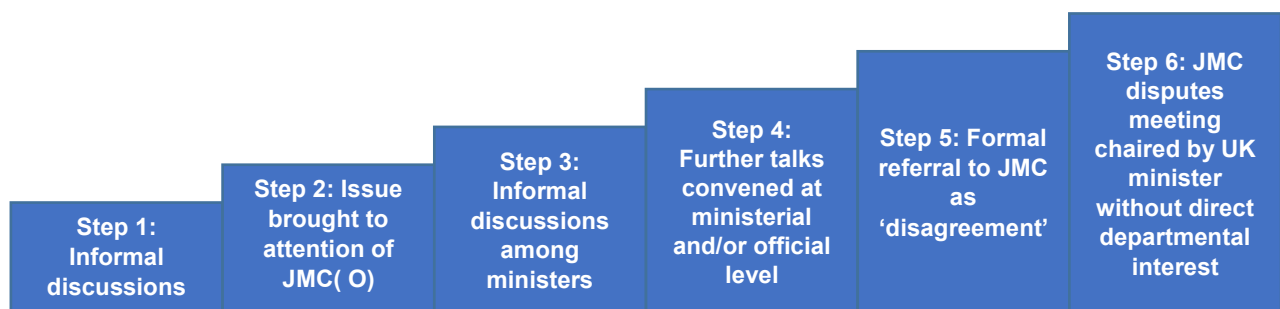 Step 1:
Informal
discussions
Step 2: Issue
brought to
attention of
JMC( O)
Step 3:
Informal
discussions
among
ministers
Step 4:
Further talks
convened at
ministerial
and/or official
level
Step 5: Formal
referral to JMC
as
‘disagreement’
Step 6: JMC
disputes
meeting
chaired by UK
minister
without direct
departmental
interest